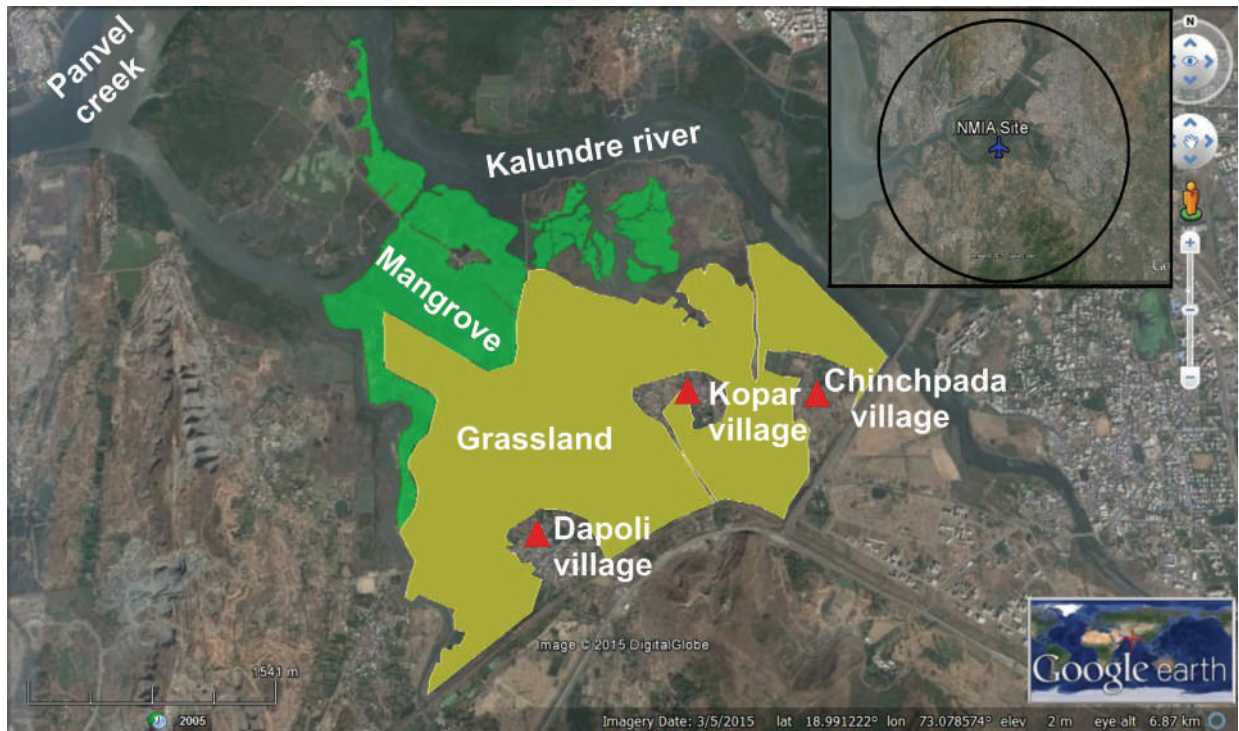 Panvel
creek
Kalundre river
Mangrove
Grassland
Kopar
village
Chinchpada
village
Dapoli
village
NMIA Site
N
Image © 2015 DigitalGlobe
1541 m
2005
Google earth
Imagery Date: 3/5/2015 lat 18.991222° lon 73.078574° elev 2 m eye alt 6.87 km